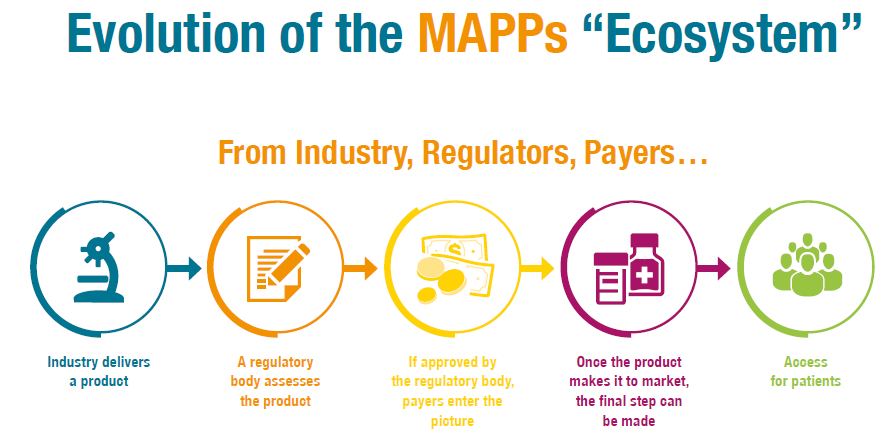 Evolution of the MAPPs “Ecosystem”
From Industry, Regulators, Payers…
Industry delivers
a product
A regulatory
body assesses
the product
If approved by
the regulatory body,
payers enter the
picture
Once the product
makes it to market,
the final step can
be made
Access
for patients